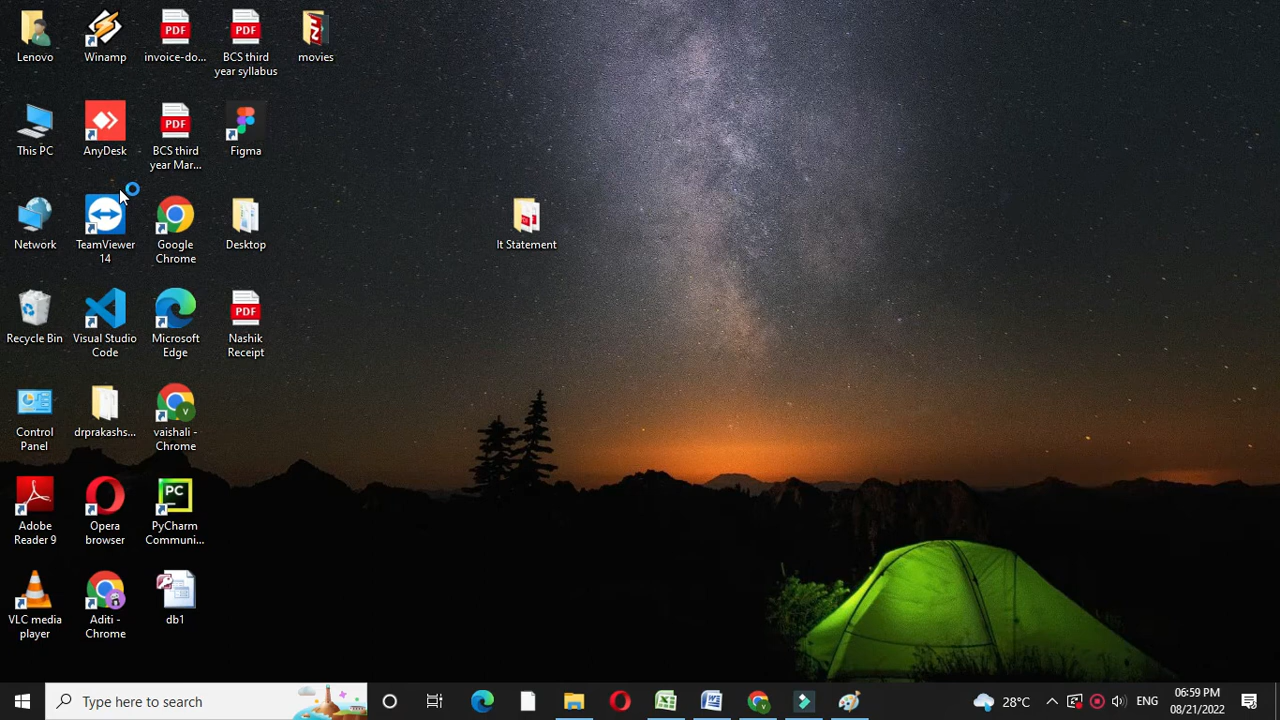 Lenovo
Winamp
invoice-do...
BCS third
year syllabus
movies
This PC
AnyDesk
PDF
BCS third
year Mar...
Figma
Network
TeamViewer
14
Google
Chrome
Desktop
It Statement
Recycle Bin
Visual Studio
Code
Microsoft
Edge
PDF
Nashik
Receipt
Control
Panel
drprakashs...
V
vaishali -
Chrome
Adobe
Reader 9
Opera
browser
PC
PyCharm
Communi...
VLC media
player
Aditi -
Chrome
db1
PDF
PDF
Type here to search
28°C
ENG
6:59 PM
08/21/2022